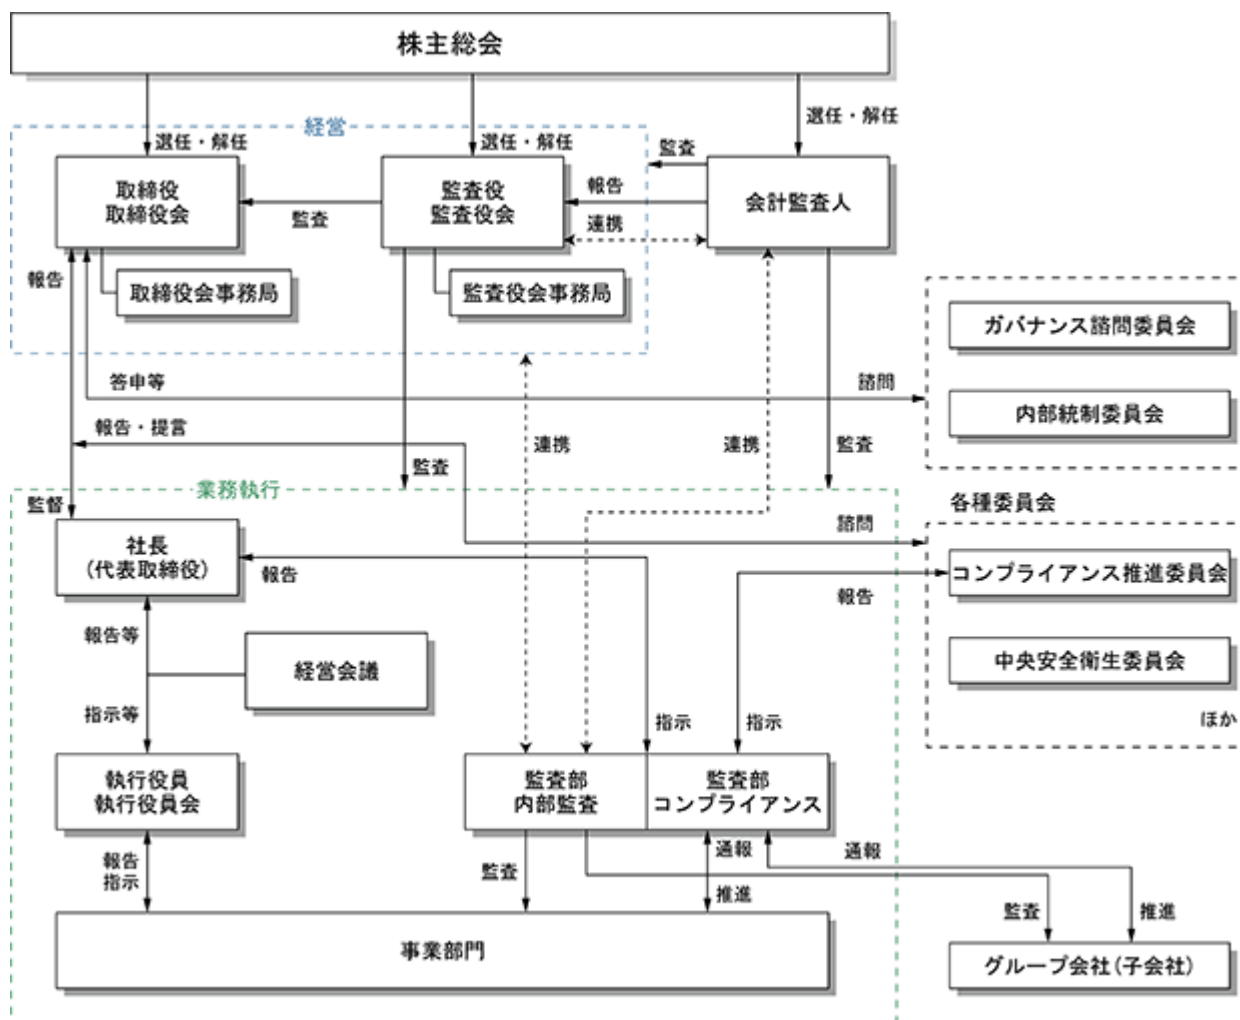 株主総会
選任・解任
選任・解任
選任・解任
経営
取締役
取締役会
監査
監査役
監査役会
監査
報告
連携
会計監査人
報告
取締役会事務局
監査役会事務局
ガバナンス諮問委員会
答申等
諮問
内部統制委員会
報告・提言
監査
連携
連携
監査
業務執行
監督
各種委員会
諮問
社長
(代表取締役)
報告
コンプライアンス推進委員会
報告
報告等
経営会議
中央安全衛生委員会
指示等
指示
指示
ほか
執行役員
執行役員会
監査部
内部監査
監査部
コンプライアンス
報告
指示
監査
通報
推進
通報
監査
推進
事業部門
グループ会社(子会社)